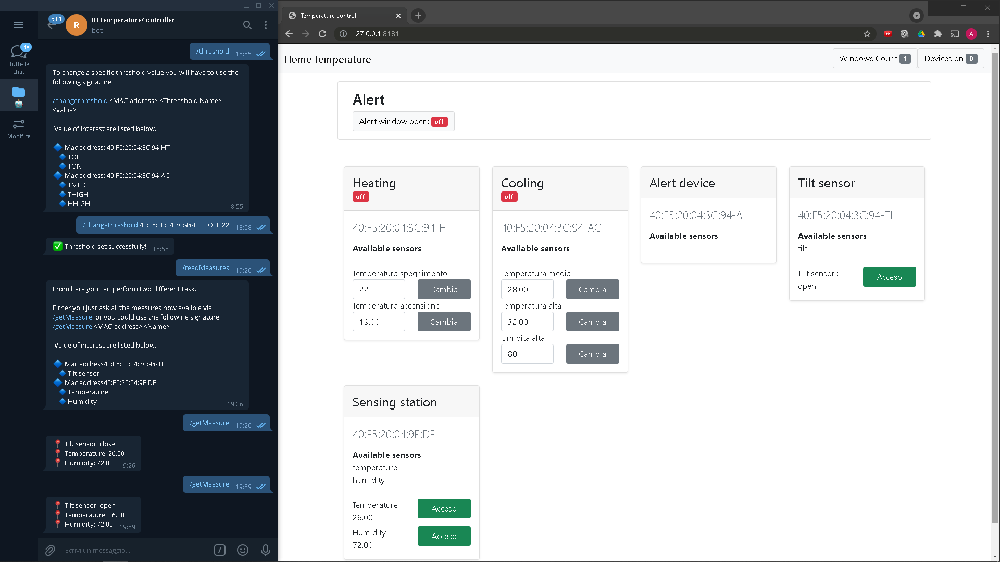 511
R
RTTemperatureController
bot
38
Tutte le
chat
Modifica
/threshold 18:55
To change a specific threshold value you will have to use the
following signature!
/changethreshold <MAC-address> <Threashold Name>
<value>
Value of interest are listed below.
Mac address: 40:F5:20:04:3C:94-HT
TOFF
TON
Mac address: 40:F5:20:04:3C:94-AC
TMED
THIGH
HHIGH
18:55
/changethreshold 40:F5:20:04:3C:94-HT TOFF 22 18:58
Threshold set successfully! 18:58
/readMeasures 19:26
From here you can perform two different task.
Either you just ask all the measures now availble via
/getMeasure, or you could use the following signature!
/getMeasure <MAC-address> <Name>
Value of interest are listed below.
Mac address40:F5:20:04:3C:94-TL
Tilt sensor
Mac address40:F5:20:04:9E:DE
Temperature
Humidity
19:26
/getMeasure 19:26
Tilt sensor: close
Temperature: 26.00
Humidity: 72.00 19:26
/getMeasure 19:59
Tilt sensor: open
Temperature: 26.00
Humidity: 72.00 19:59
Scrivi un messaggio...
Temperature control
127.0.0.1:8181
A
Home Temperature
Windows Count 1
Devices on 0
Alert
Alert window open: off
Heating
off
40:F5:20:04:3C:94-HT
Available sensors
Temperatura spegnimento
22 Cambia
Temperatura accensione
19.00 Cambia
Cooling
off
40:F5:20:04:3C:94-AC
Available sensors
Temperatura media
28.00 Cambia
Temperatura alta
32.00 Cambia
Umidità alta
80 Cambia
Alert device
40:F5:20:04:3C:94-AL
Available sensors
Tilt sensor
40:F5:20:04:3C:94-TL
Available sensors
tilt
Tilt sensor :
open
Acceso
Sensing station
40:F5:20:04:9E:DE
Available sensors
temperature
humidity
Temperature :
26.00
Acceso
Humidity :
72.00
Acceso